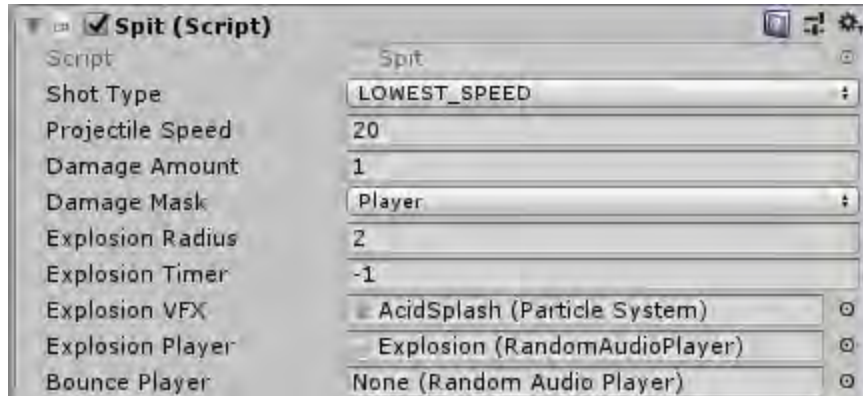 Spit (Script)
Script Spit
Shot Type LOWEST_SPEED
Projectile Speed 20
Damage Amount 1
Damage Mask Player
Explosion Radius 2
Explosion Timer -1
Explosion VFX AcidSplash (Particle System)
Explosion Player Explosion (RandomAudioPlayer)
Bounce Player None (Random Audio Player)